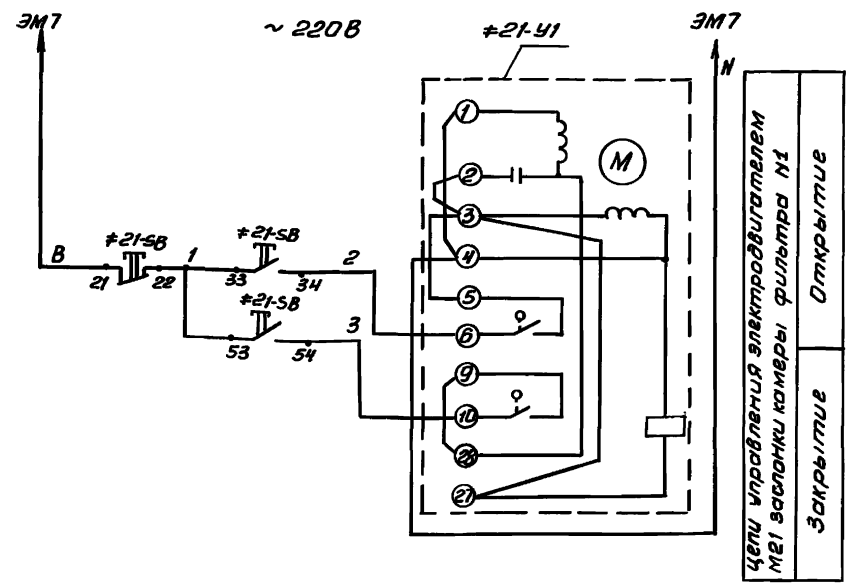 ЭМ7
~ 220В
≠21-У1
ЭМ7
N
1
2
М
3
4
5
6
9
10
28
27
В
≠21-SB
21
22
1
≠21-SB
33
34
2
≠21-SB
53
54
3
Цепи управления электродвигателем
М21 заслонки камеры фильтра N1
Открытие
Закрытие